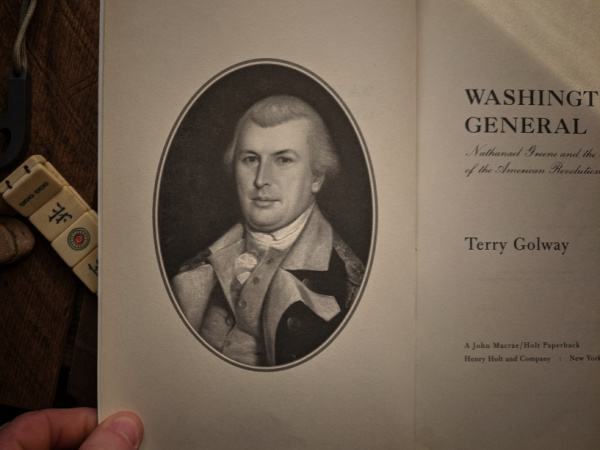 WASHINGT
GENERAL
Nathanael Greene and the
of the American Revolution
Terry Golway
A John Macrae/Holt Paperback
Henry Holt and Company | New York